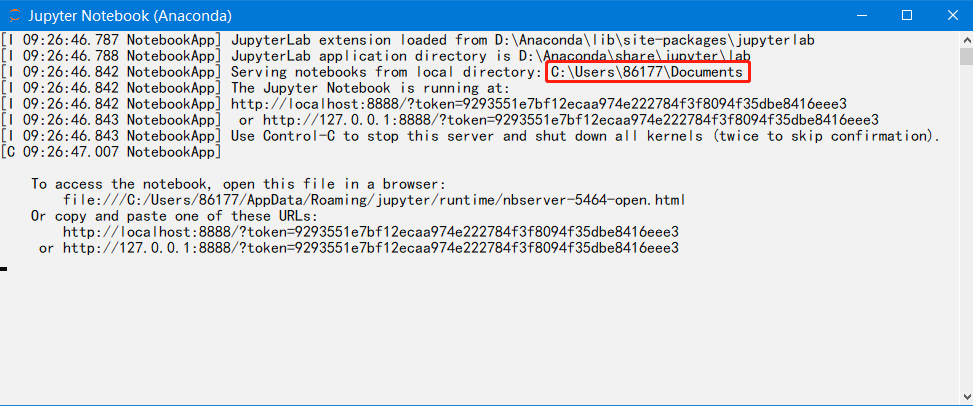 Jupyter Notebook (Anaconda)
[I 09:26:46.787 NotebookApp] JupyterLab extension loaded from D:\Anaconda\lib\site-packages\jupyterlab
[I 09:26:46.788 NotebookApp] JupyterLab application directory is D:\Anaconda\share\jupyter\lab
[I 09:26:46.842 NotebookApp] Serving notebooks from local directory: C:\Users\86177\Documents
[I 09:26:46.842 NotebookApp] The Jupyter Notebook is running at:
[I 09:26:46.842 NotebookApp] http://localhost:8888/?token=9293551e7bf12ecaa974e222784f3f8094f35dbe8416eee3
[I 09:26:46.843 NotebookApp]  or http://127.0.0.1:8888/?token=9293551e7bf12ecaa974e222784f3f8094f35dbe8416eee3
[I 09:26:46.843 NotebookApp] Use Control-C to stop this server and shut down all kernels (twice to skip confirmation).
[C 09:26:47.007 NotebookApp]
To access the notebook, open this file in a browser:
file:///C:/Users/86177/AppData/Roaming/jupyter/runtime/nbserver-5464-open.html
Or copy and paste one of these URLs:
http://localhost:8888/?token=9293551e7bf12ecaa974e222784f3f8094f35dbe8416eee3
or http://127.0.0.1:8888/?token=9293551e7bf12ecaa974e222784f3f8094f35dbe8416eee3